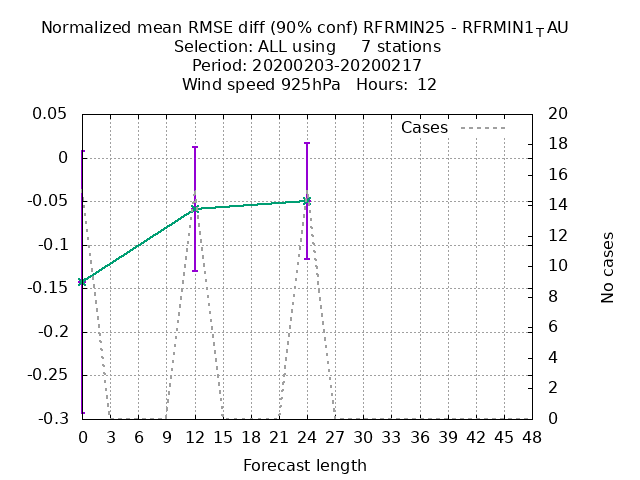 Normalized mean RMSE diff (90% conf) RFRMIN25 - RFRMIN1_TAU
Selection: ALL using     7 stations
Period: 20200203-20200217
Wind speed 925hPa   Hours:  12
Cases
0.05
0
-0.05
-0.1
-0.15
-0.2
-0.25
-0.3
20
18
16
14
12
10
8
6
4
2
0
No cases
0 3 6 9 12 15 18 21 24 27 30 33 36 39 42 45 48
Forecast length